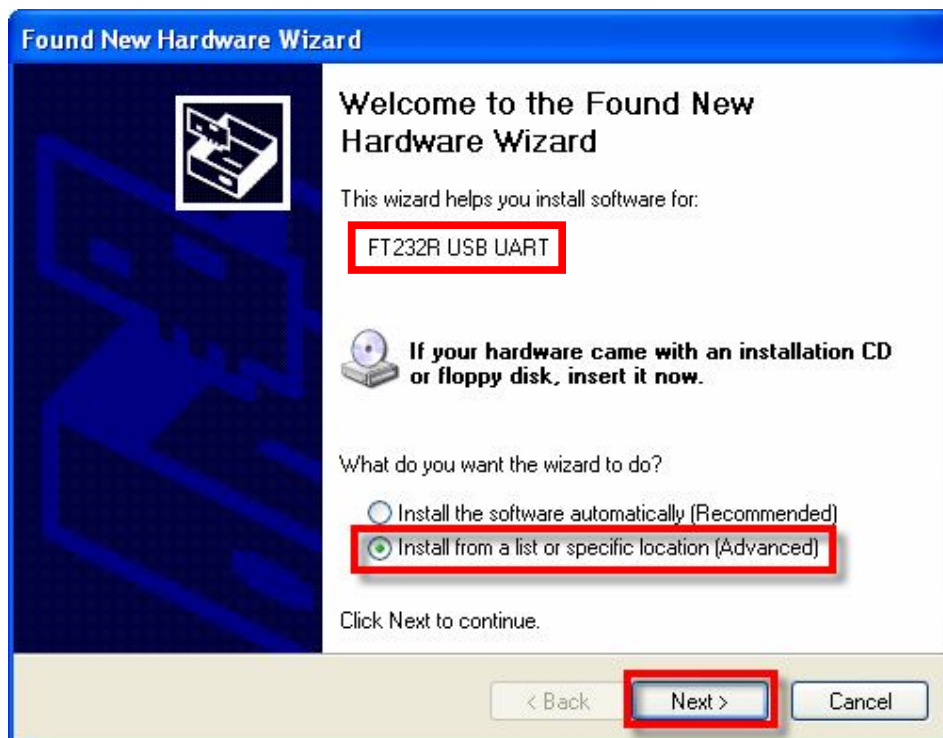 Found New Hardware Wizard
Welcome to the Found New
Hardware Wizard
This wizard helps you install software for:
FT232R USB UART
If your hardware came with an installation CD
or floppy disk, insert it now.
What do you want the wizard to do?
Install the software automatically (Recommended)
Install from a list or specific location (Advanced)
Click Next to continue.
< Back Next > Cancel